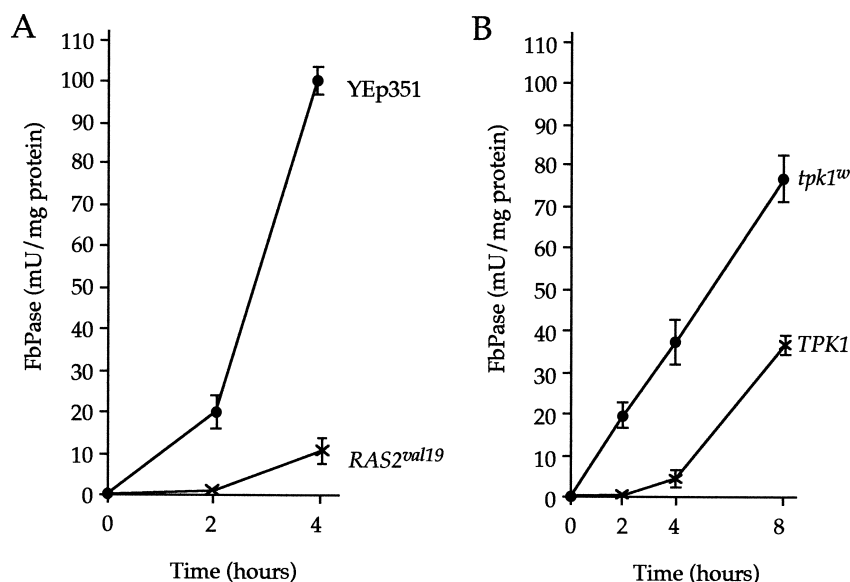 A
FbPase (mU/mg protein)
110
100
90
80
70
60
50
40
30
20
10
0
0 2 4
Time (hours)
YEp351
RAS2val19
B
FbPase (mU/mg protein)
110
100
90
80
70
60
50
40
30
20
10
0
0 2 4 8
Time (hours)
tpk1w
TPK1